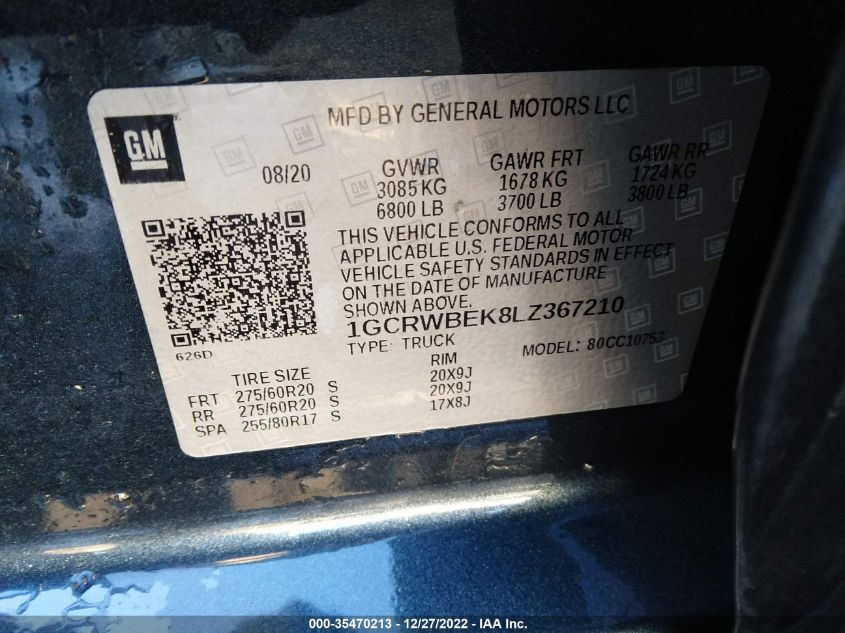 GM
MFD BY GENERAL MOTORS LLC
08/20
GVWR GAWR FRT GAWR RR
3085 KG 1678 KG 1724 KG
6800 LB 3700 LB 3800 LB
THIS VEHICLE CONFORMS TO ALL
APPLICABLE U.S. FEDERAL MOTOR
VEHICLE SAFETY STANDARDS IN EFFECT
ON THE DATE OF MANUFACTURE
SHOWN ABOVE.
1GCRWBEK8LZ367210
TYPE: TRUCK MODEL: 80CC10753
626D
TIRE SIZE RIM
FRT 275/60R20 S 20X9J
RR 275/60R20 S 20X9J
SPA 255/80R17 S 17X8J
000-35470213 - 12/27/2022 - IAA Inc.